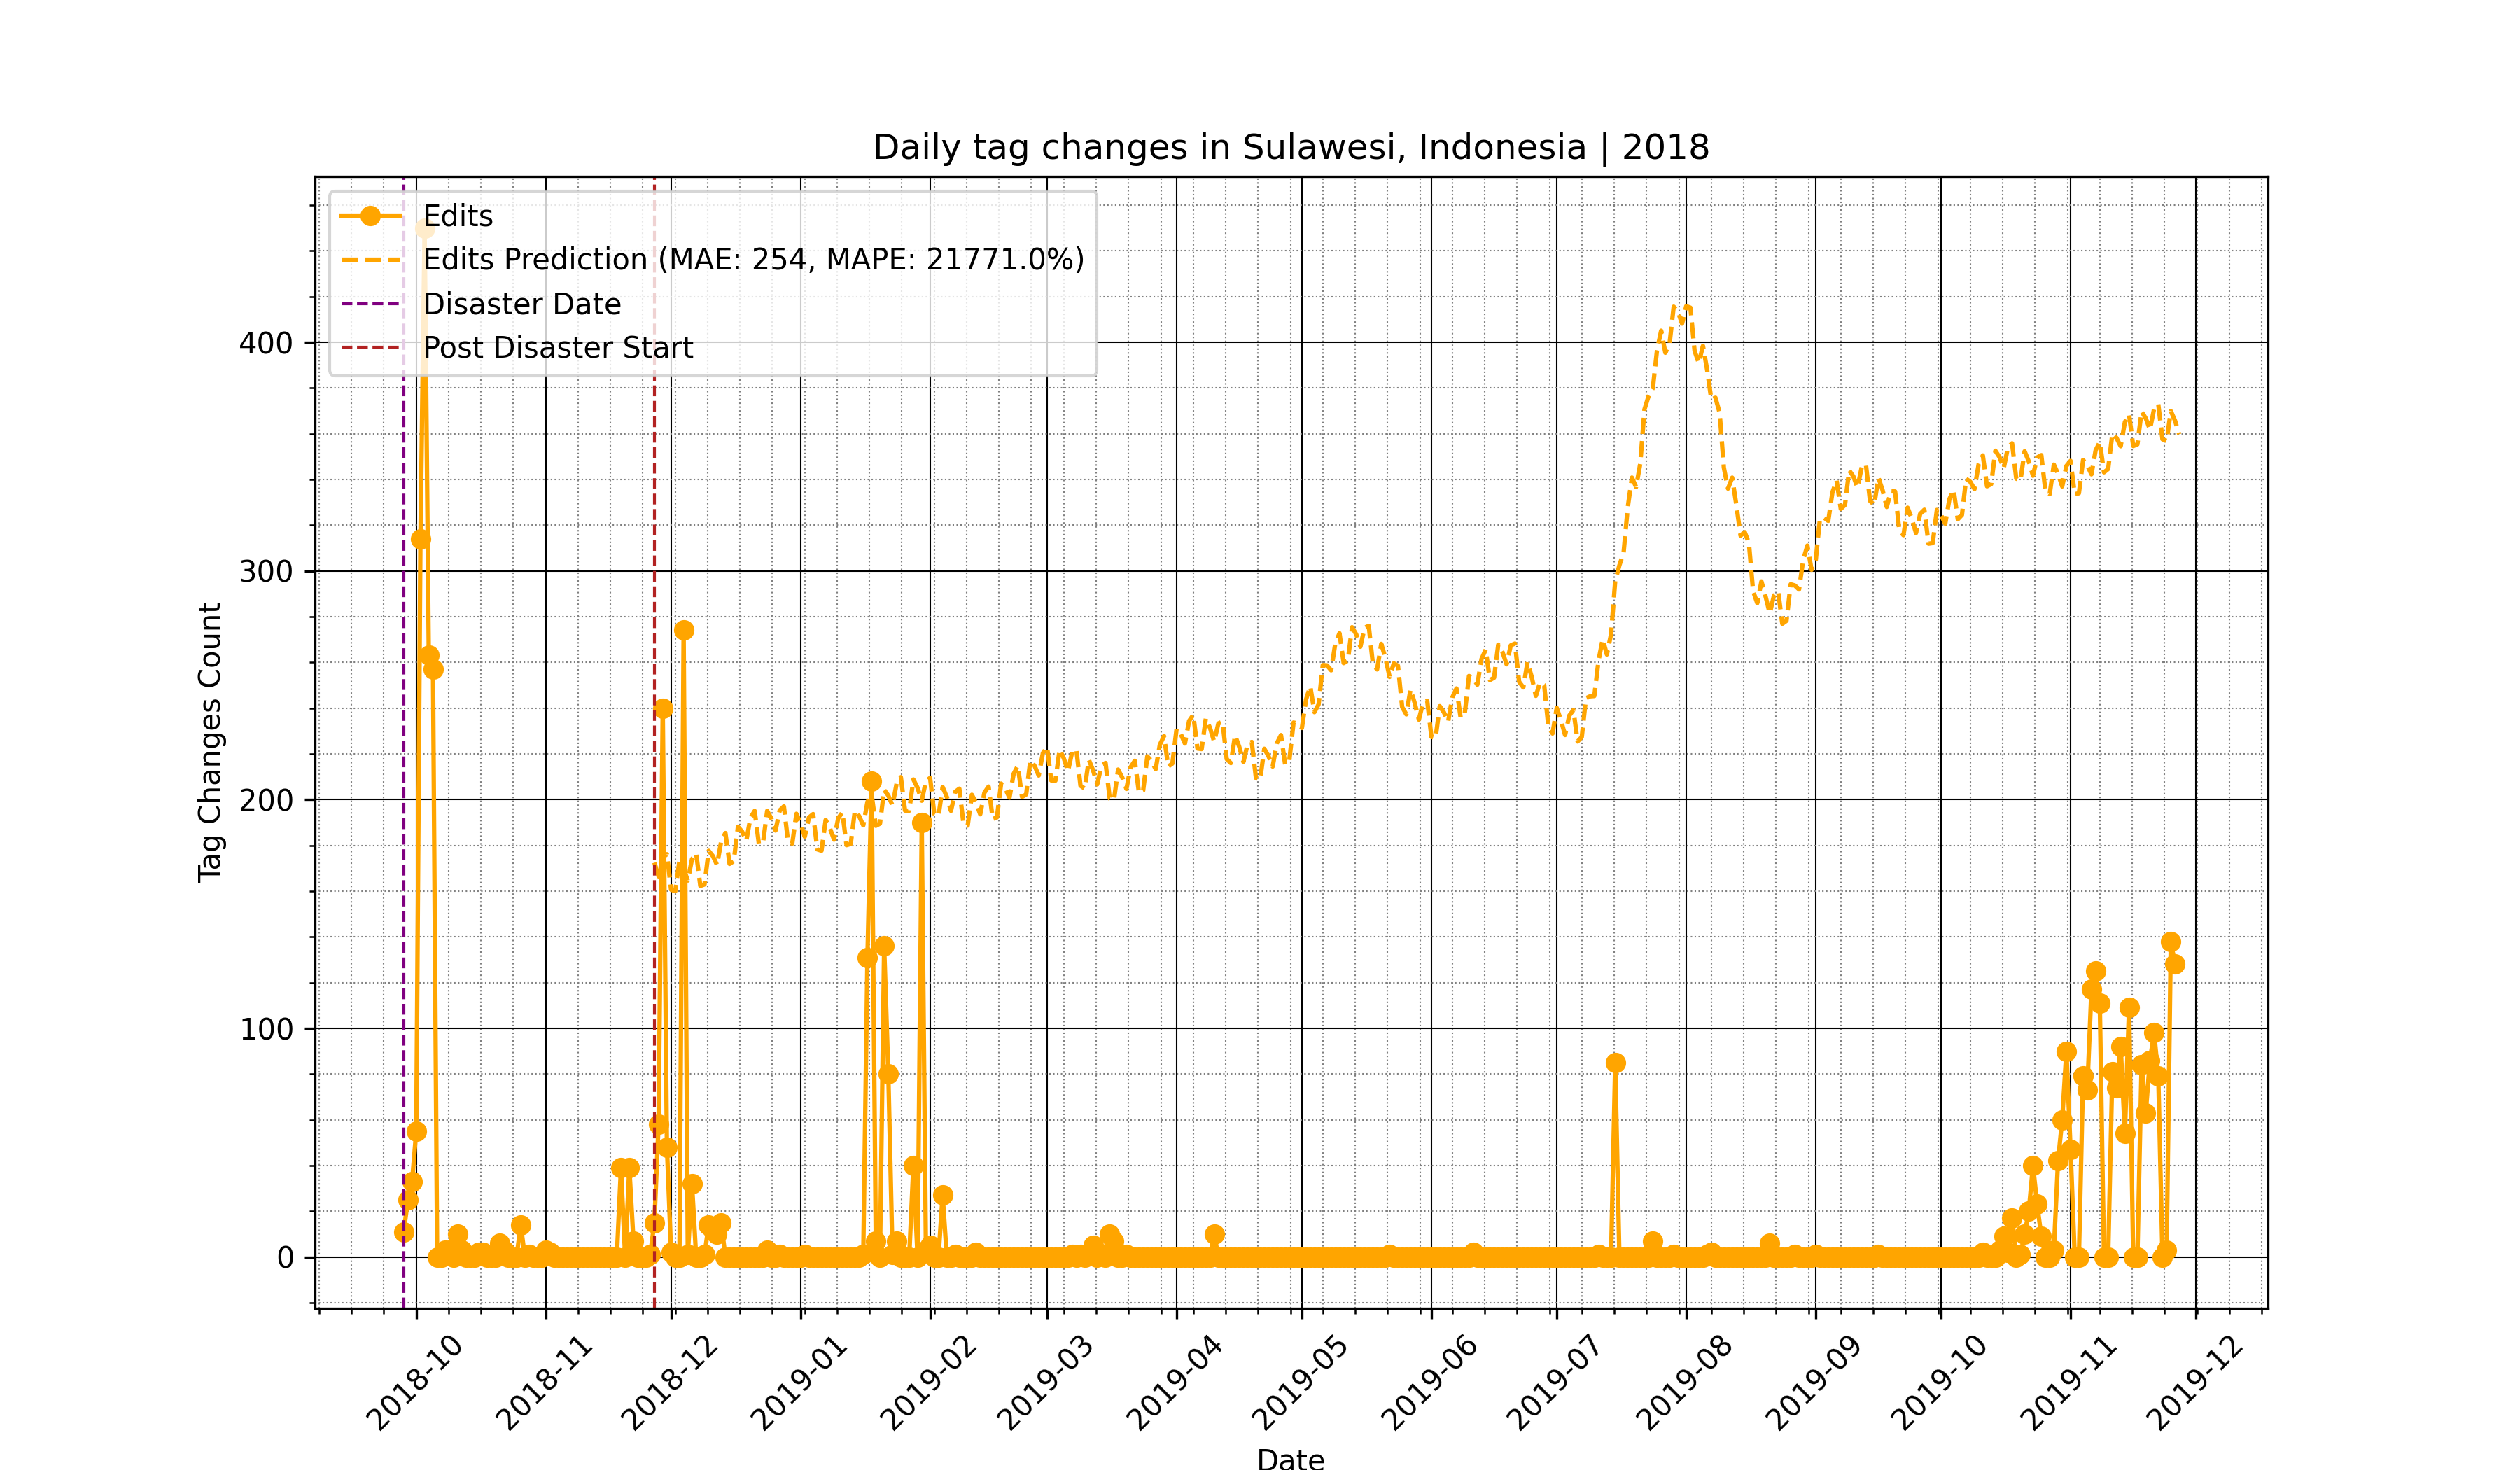 Daily tag changes in Sulawesi, Indonesia | 2018
Edits
Edits Prediction (MAE: 254, MAPE: 21771.0%)
Disaster Date
Post Disaster Start
Tag Changes Count
400
300
200
100
0
2018-10
2018-11
2018-12
2019-01
2019-02
2019-03
2019-04
2019-05
2019-06
2019-07
2019-08
2019-09
2019-10
2019-11
2019-12
Date